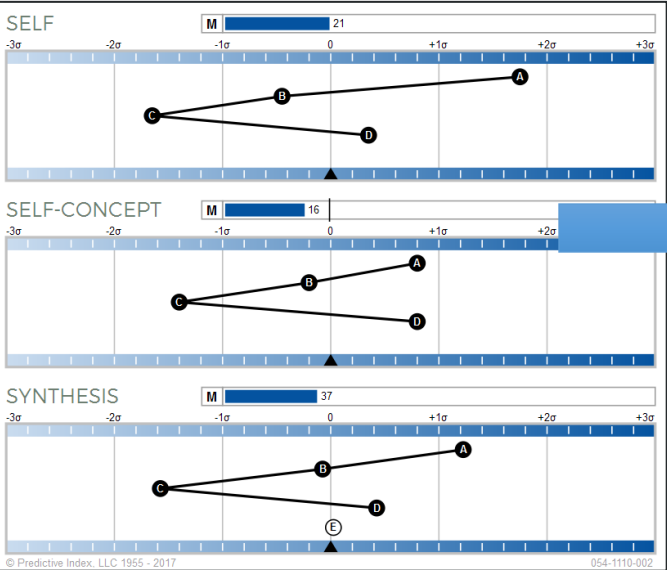 SELF
M 21
-3σ -2σ -1σ 0 +1σ +2σ +3σ
A
B
C
D
SELF-CONCEPT
M 16
-3σ -2σ -1σ 0 +1σ +2σ
A
B
C
D
SYNTHESIS
M 37
-3σ -2σ -1σ 0 +1σ +2σ +3σ
A
B
C
D
E
© Predictive Index, LLC 1955 - 2017 054-1110-002